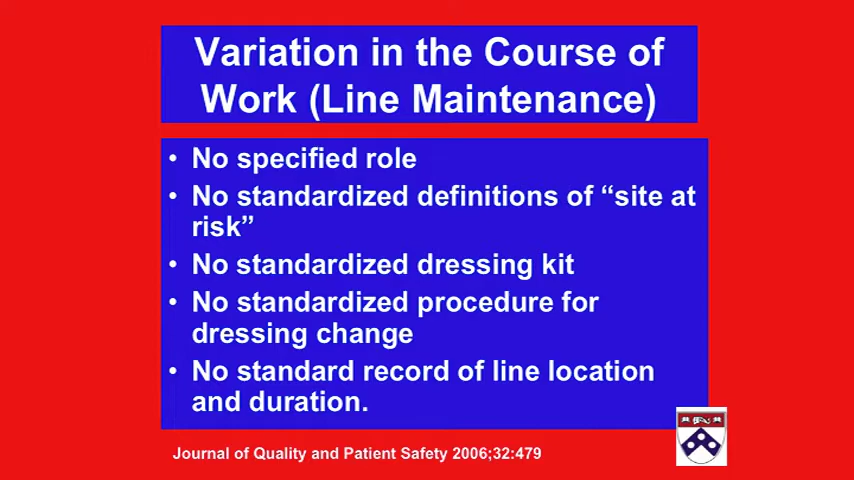 Variation in the Course of
Work (Line Maintenance)
• No specified role
• No standardized definitions of “site at
risk”
• No standardized dressing kit
• No standardized procedure for
dressing change
• No standard record of line location
and duration.
Journal of Quality and Patient Safety 2006;32:479